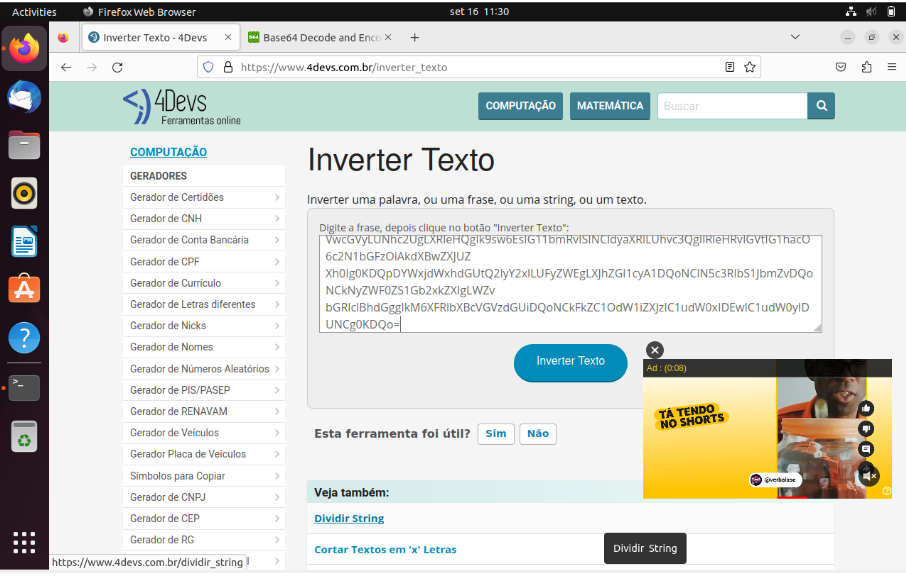 Activities
Firefox Web Browser
set 16 11:30
Inverter Texto - 4Devs
Base64 Decode and Enco
https://www.4devs.com.br/inverter_texto
4Devs
Ferramentas online
COMPUTAÇÃO
MATEMÁTICA
Buscar
COMPUTAÇÃO
GERADORES
Gerador de Certidões
Gerador de CNH
Gerador de Conta Bancária
Gerador de CPF
Gerador de Currículo
Gerador de Letras diferentes
Gerador de Nicks
Gerador de Nomes
Gerador de Números Aleatórios
Gerador de PIS/PASEP
Gerador de RENAVAM
Gerador de Veículos
Gerador Placa de Veículos
Símbolos para Copiar
Gerador de CNPJ
Gerador de CEP
Gerador de RG
https://www.4devs.com.br/dividir_string
Inverter Texto
Inverter uma palavra, ou uma frase, ou uma string, ou um texto.
Digite a frase, depois clique no botão "Inverter Texto":
UNCg0KDQo=
Inverter Texto
Ad : (0:08)
TÁ TENDO
NO SHORTS
@verbalase
Esta ferramenta foi útil?
Sim
Não
Veja também:
Dividir String
Cortar Textos em 'x' Letras
Dividir String